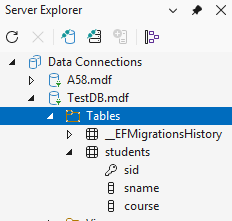 Server Explorer
Data Connections
A58.mdf
TestDB.mdf
Tables
__EFMigrationsHistory
students
sid
sname
course